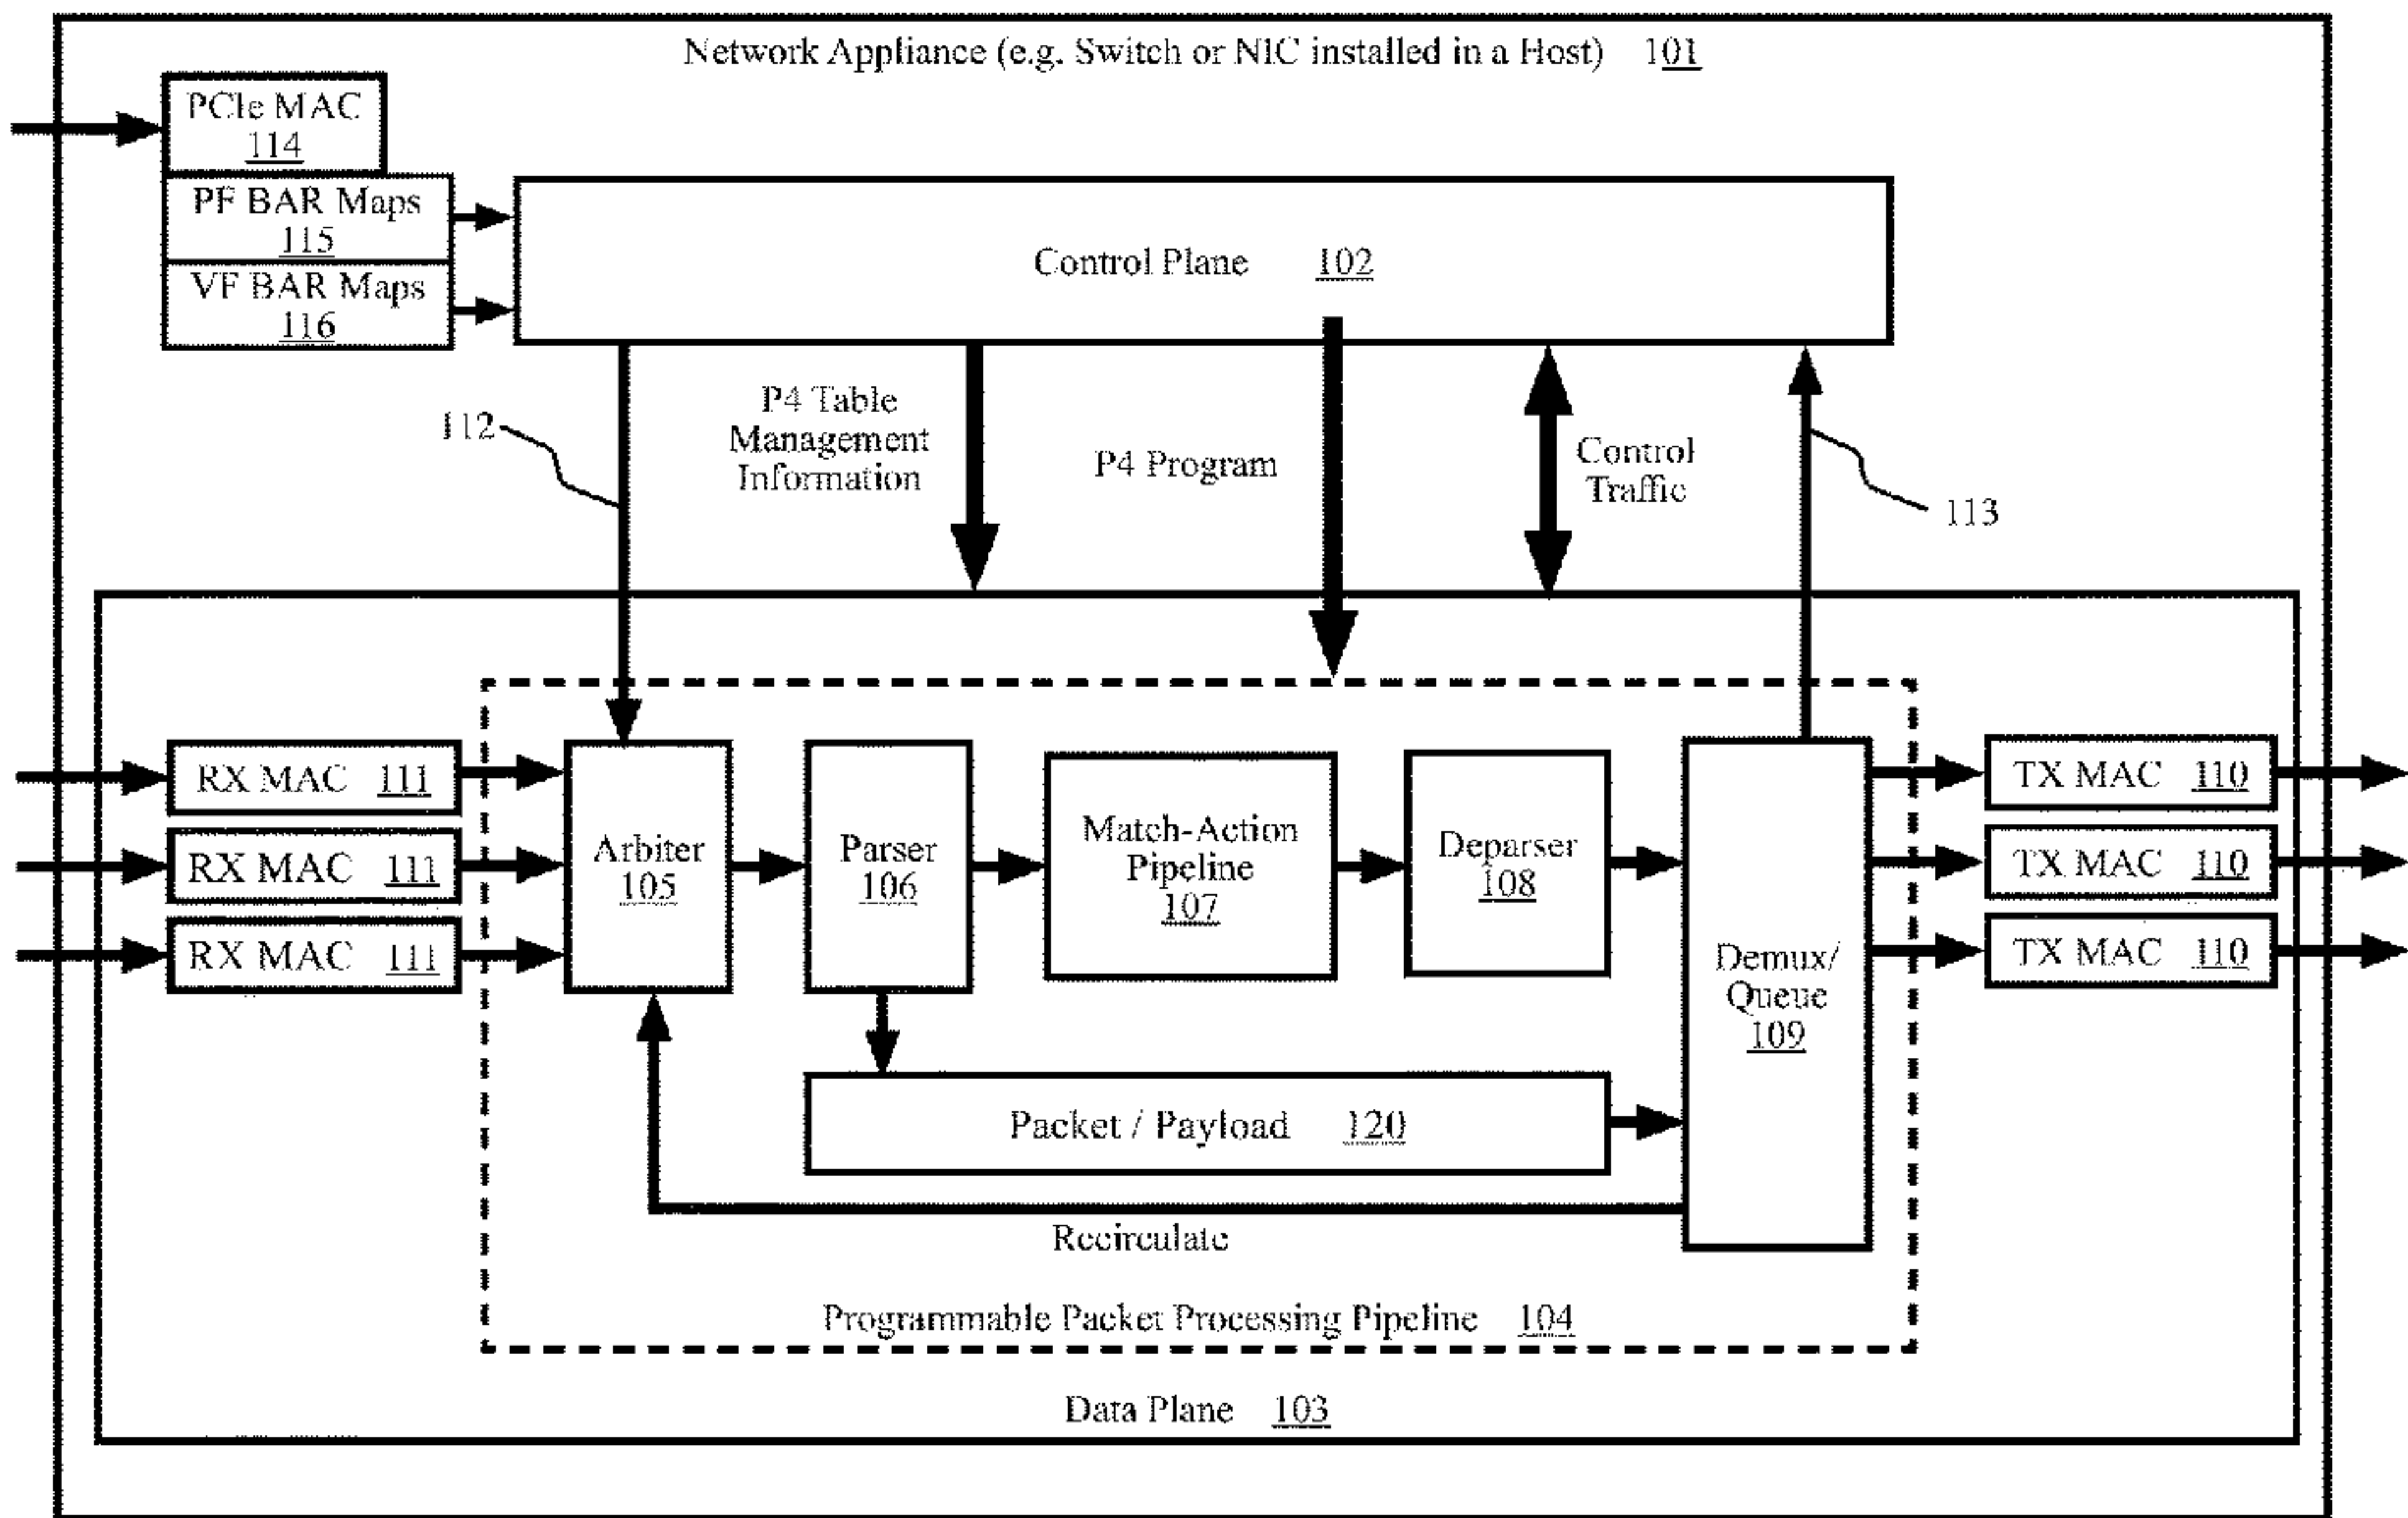 Network Appliance (e.g. Switch or NIC installed in a Host) 101
PCIe MAC
114
PF BAR Maps
115
VF BAR Maps
116
Control Plane 102
112
P4 Table
Management
Information
P4 Program
Control
Traffic
113
RX MAC 111
RX MAC 111
RX MAC 111
Arbiter
105
Parser
106
Match-Action
Pipeline
107
Deparser
108
Demux/
Queue
109
TX MAC 110
TX MAC 110
TX MAC 110
Packet / Payload 120
Recirculate
Programmable Packet Processing Pipeline 104
Data Plane 103